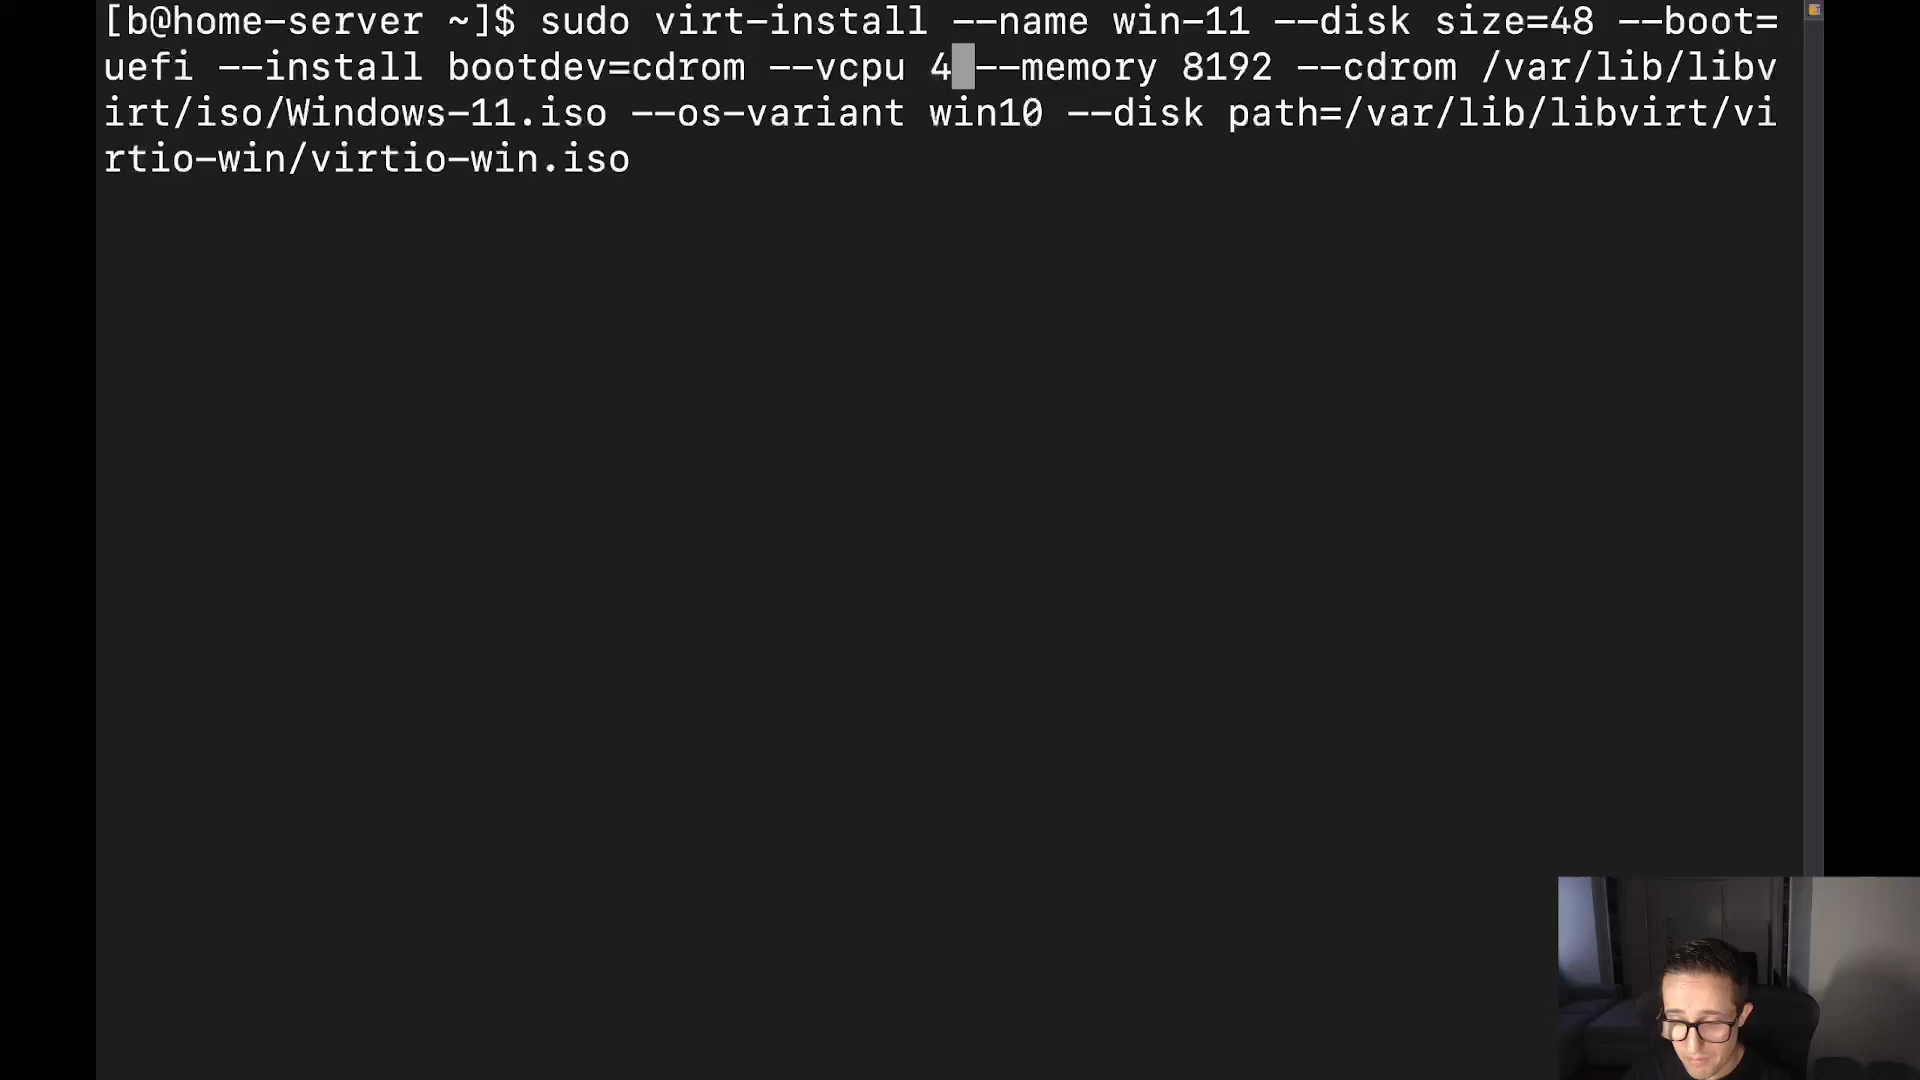 [b@home-server ~]$ sudo virt-install --name win-11 --disk size=48 --boot=
uefi --install bootdev=cdrom --vcpu 4 --memory 8192 --cdrom /var/lib/libv
irt/iso/Windows-11.iso --os-variant win10 --disk path=/var/lib/libvirt/vi
rtio-win/virtio-win.iso